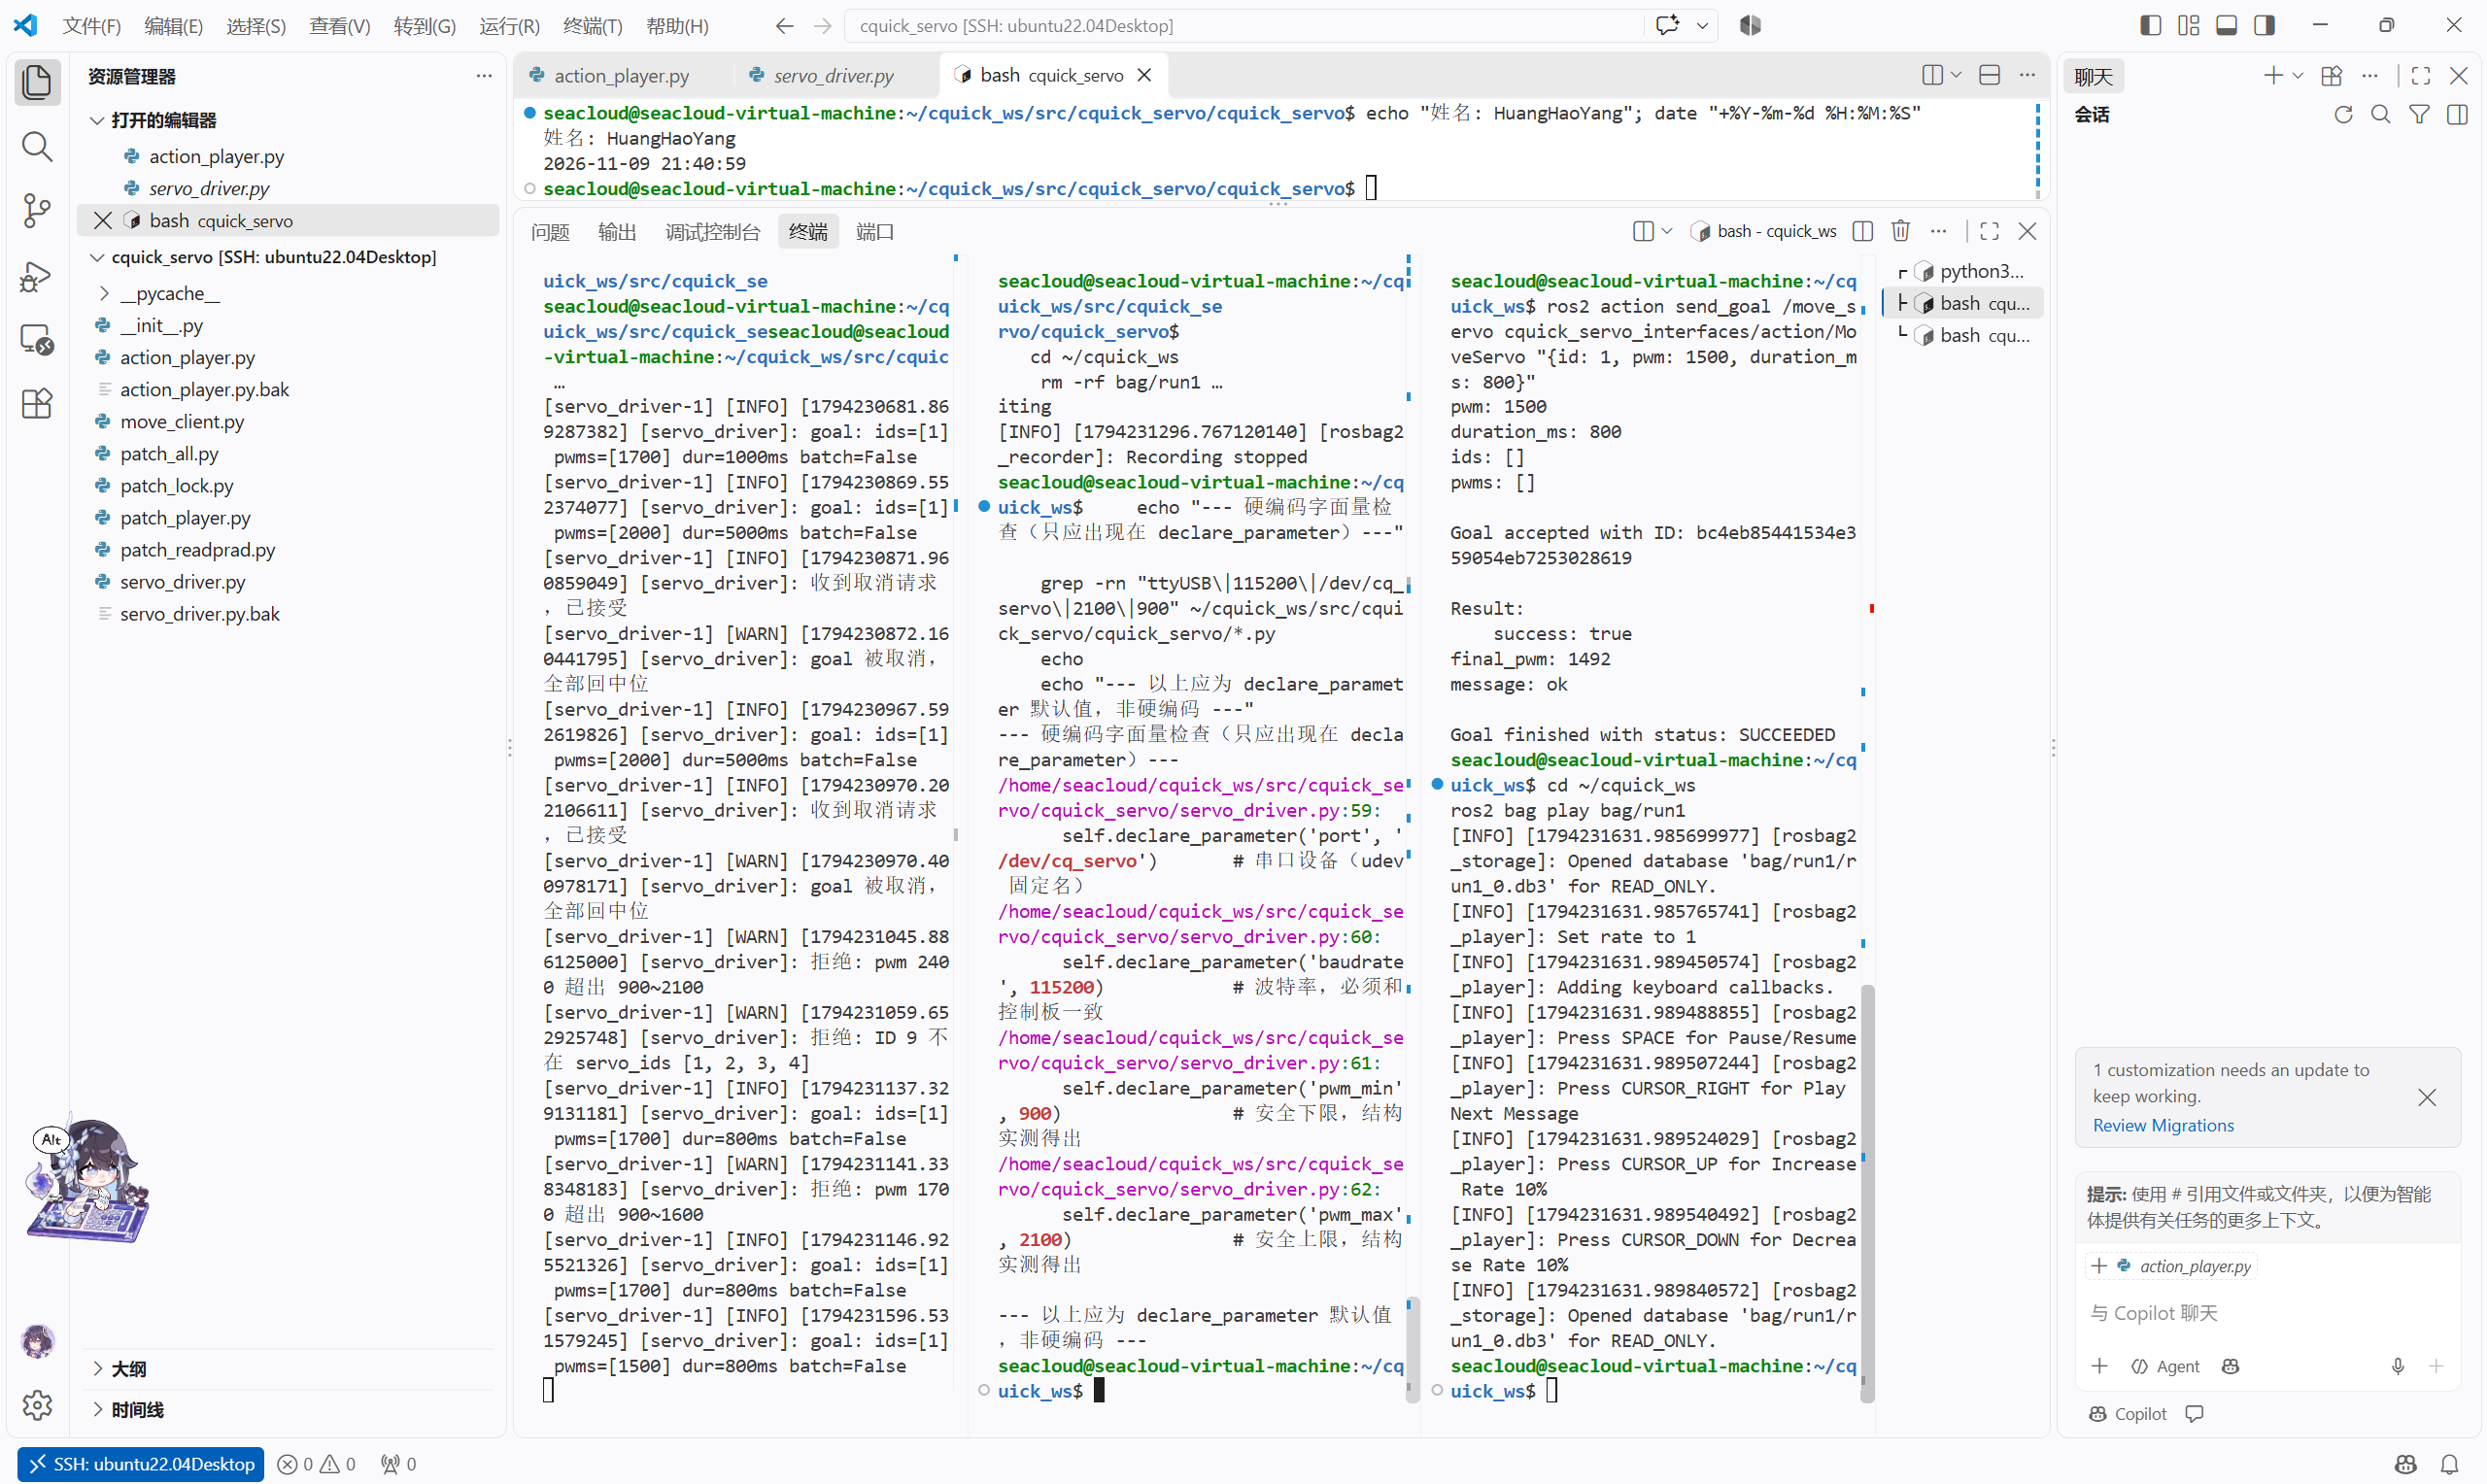 文件(F) 编辑(E) 选择(S) 查看(V) 转到(G) 运行(R) 终端(T) 帮助(H)
cquick_servo [SSH: ubuntu22.04Desktop]
资源管理器
打开的编辑器
action_player.py
servo_driver.py
bash cquick_servo
cquick_servo [SSH: ubuntu22.04Desktop]
__pycache__
__init__.py
action_player.py
action_player.py.bak
move_client.py
patch_all.py
patch_lock.py
patch_player.py
patch_readprad.py
servo_driver.py
servo_driver.py.bak
Alt
大纲
时间线
action_player.py
servo_driver.py
bash cquick_servo
seacloud@seacloud-virtual-machine:~/cquick_ws/src/cquick_servo/cquick_servo$ echo "姓名: HuangHaoYang"; date "+%Y-%m-%d %H:%M:%S"
姓名: HuangHaoYang
2026-11-09 21:40:59
seacloud@seacloud-virtual-machine:~/cquick_ws/src/cquick_servo/cquick_servo$
问题 输出 调试控制台 终端 端口
bash - cquick_ws
uick_ws/src/cquick_se
seacloud@seacloud-virtual-machine:~/cq
uick_ws/src/cquick_seseacloud@seacloud
-virtual-machine:~/cquick_ws/src/cquic
…
[servo_driver-1] [INFO] [1794230681.86
9287382] [servo_driver]: goal: ids=[1]
pwms=[1700] dur=1000ms batch=False
[servo_driver-1] [INFO] [1794230869.55
2374077] [servo_driver]: goal: ids=[1]
pwms=[2000] dur=5000ms batch=False
[servo_driver-1] [INFO] [1794230871.96
0859049] [servo_driver]: 收到取消请求
，已接受
[servo_driver-1] [WARN] [1794230872.16
0441795] [servo_driver]: goal 被取消，
全部回中位
[servo_driver-1] [INFO] [1794230967.59
2619826] [servo_driver]: goal: ids=[1]
pwms=[2000] dur=5000ms batch=False
[servo_driver-1] [INFO] [1794230970.20
2106611] [servo_driver]: 收到取消请求
，已接受
[servo_driver-1] [WARN] [1794230970.40
0978171] [servo_driver]: goal 被取消，
全部回中位
[servo_driver-1] [WARN] [1794231045.88
6125000] [servo_driver]: 拒绝: pwm 240
0 超出 900~2100
[servo_driver-1] [WARN] [1794231059.65
2925748] [servo_driver]: 拒绝: ID 9 不
在 servo_ids [1, 2, 3, 4]
[servo_driver-1] [INFO] [1794231137.32
9131181] [servo_driver]: goal: ids=[1]
pwms=[1700] dur=800ms batch=False
[servo_driver-1] [WARN] [1794231141.33
8348183] [servo_driver]: 拒绝: pwm 170
0 超出 900~1600
[servo_driver-1] [INFO] [1794231146.92
5521326] [servo_driver]: goal: ids=[1]
pwms=[1700] dur=800ms batch=False
[servo_driver-1] [INFO] [1794231596.53
1579245] [servo_driver]: goal: ids=[1]
pwms=[1500] dur=800ms batch=False
seacloud@seacloud-virtual-machine:~/cq
uick_ws/src/cquick_se
rvo/cquick_servo$
cd ~/cquick_ws
rm -rf bag/run1 …
iting
[INFO] [1794231296.767120140] [rosbag2
_recorder]: Recording stopped
seacloud@seacloud-virtual-machine:~/cq
uick_ws$ echo "--- 硬编码字面量检
查（只应出现在 declare_parameter）---"
grep -rn "ttyUSB\|115200\|/dev/cq_
servo\|2100\|900" ~/cquick_ws/src/cqui
ck_servo/cquick_servo/*.py
echo
echo "--- 以上应为 declare_paramet
er 默认值，非硬编码 ---"
--- 硬编码字面量检查（只应出现在 decla
re_parameter）---
/home/seacloud/cquick_ws/src/cquick_se
rvo/cquick_servo/servo_driver.py:59:
self.declare_parameter('port', '
/dev/cq_servo') # 串口设备（udev
固定名）
/home/seacloud/cquick_ws/src/cquick_se
rvo/cquick_servo/servo_driver.py:60:
self.declare_parameter('baudrate
', 115200) # 波特率，必须和
控制板一致
/home/seacloud/cquick_ws/src/cquick_se
rvo/cquick_servo/servo_driver.py:61:
self.declare_parameter('pwm_min'
, 900) # 安全下限，结构
实测得出
/home/seacloud/cquick_ws/src/cquick_se
rvo/cquick_servo/servo_driver.py:62:
self.declare_parameter('pwm_max'
, 2100) # 安全上限，结构
实测得出
--- 以上应为 declare_parameter 默认值
，非硬编码 ---
seacloud@seacloud-virtual-machine:~/cq
uick_ws$
seacloud@seacloud-virtual-machine:~/cq
uick_ws$ ros2 action send_goal /move_s
ervo cquick_servo_interfaces/action/Mo
veServo "{id: 1, pwm: 1500, duration_m
s: 800}"
pwm: 1500
duration_ms: 800
ids: []
pwms: []
Goal accepted with ID: bc4eb85441534e3
59054eb7253028619
Result:
success: true
final_pwm: 1492
message: ok
Goal finished with status: SUCCEEDED
seacloud@seacloud-virtual-machine:~/cq
uick_ws$ cd ~/cquick_ws
ros2 bag play bag/run1
[INFO] [1794231631.985699977] [rosbag2
_storage]: Opened database 'bag/run1/r
un1_0.db3' for READ_ONLY.
[INFO] [1794231631.985765741] [rosbag2
_player]: Set rate to 1
[INFO] [1794231631.989450574] [rosbag2
_player]: Adding keyboard callbacks.
[INFO] [1794231631.989488855] [rosbag2
_player]: Press SPACE for Pause/Resume
[INFO] [1794231631.989507244] [rosbag2
_player]: Press CURSOR_RIGHT for Play
Next Message
[INFO] [1794231631.989524029] [rosbag2
_player]: Press CURSOR_UP for Increase
Rate 10%
[INFO] [1794231631.989540492] [rosbag2
_player]: Press CURSOR_DOWN for Decrea
se Rate 10%
[INFO] [1794231631.989840572] [rosbag2
_storage]: Opened database 'bag/run1/r
un1_0.db3' for READ_ONLY.
seacloud@seacloud-virtual-machine:~/cq
uick_ws$
python3...
bash cqu...
bash cqu...
聊天
会话
1 customization needs an update to
keep working.
Review Migrations
提示: 使用 # 引用文件或文件夹，以便为智能
体提供有关任务的更多上下文。
action_player.py
与 Copilot 聊天
Agent
Copilot
SSH: ubuntu22.04Desktop 0 0 0